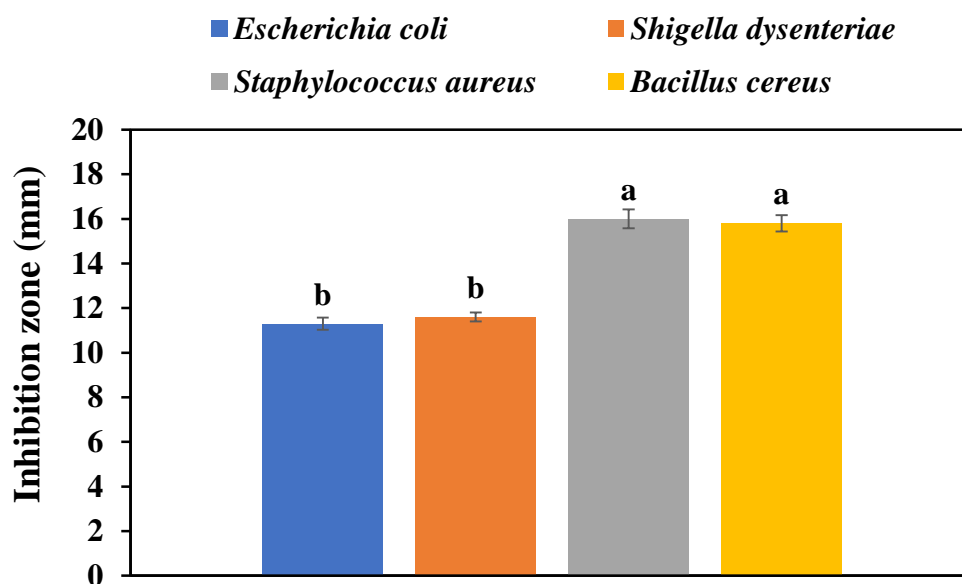 Escherichia coli Shigella dysenteriae
Staphylococcus aureus Bacillus cereus
Inhibition zone (mm)
20
18
16
14
12
10
8
6
4
2
0
b
b
a
a